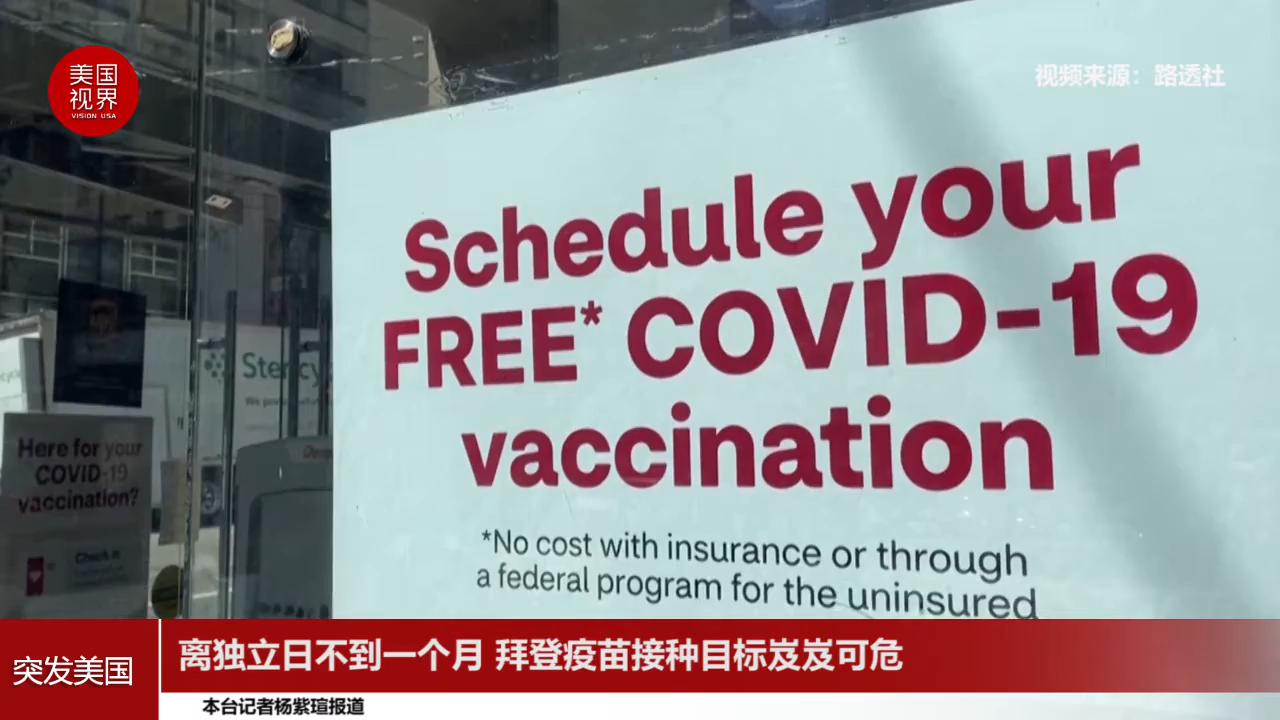 美国
视界
VISION USA
视频来源：路透社
Schedule your
FREE* COVID-19
vaccination
*No cost with insurance or through
a federal program for the uninsured
Here for your
COVID-19
vaccination?
Check in
突发美国
离独立日不到一个月 拜登疫苗接种目标岌岌可危
本台记者杨紫瑄报道